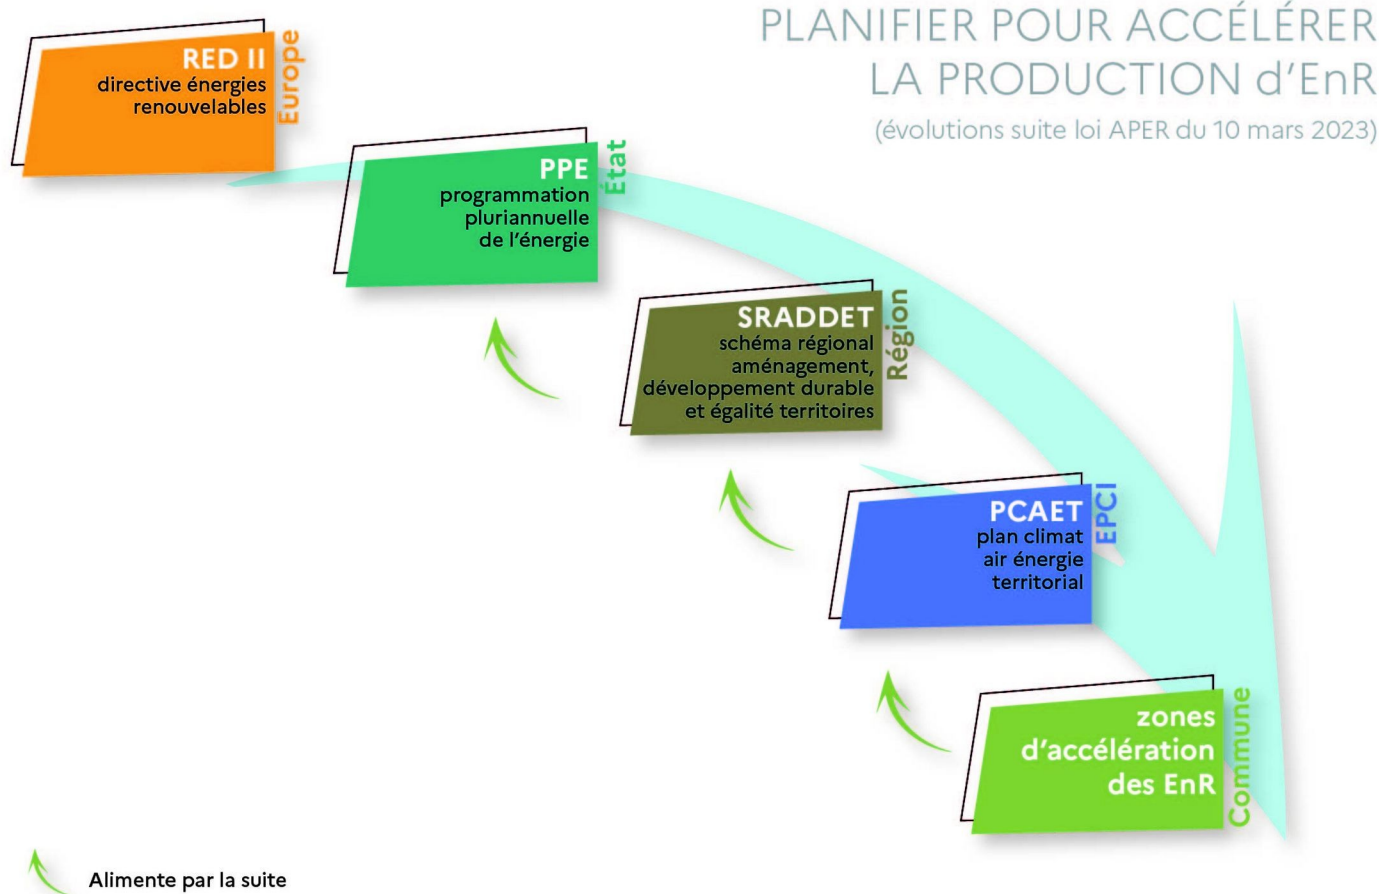 PLANIFIER POUR ACCÉLÉRER
LA PRODUCTION d'EnR
(évolutions suite loi APER du 10 mars 2023)
RED II
directive énergies
renouvelables
Europe
PPE
programmation
pluriannuelle
de l'énergie
État
SRADDET
schéma régional
aménagement,
développement durable
et égalité territoires
Région
PCAET
plan climat
air énergie
territorial
EPCI
zones
d'accélération
des EnR
Commune
Alimente par la suite